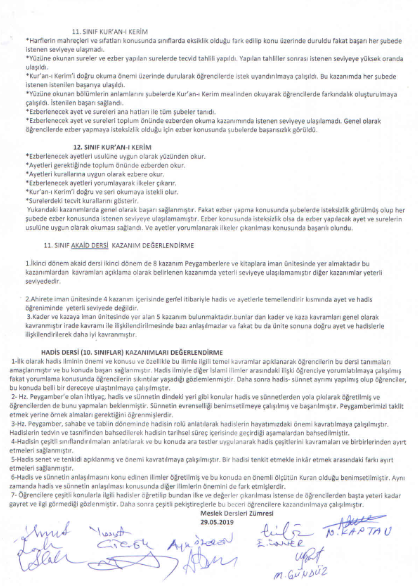 11. SINIF KUR'AN-I KERİM
*Harflerin mahreçleri ve sıfatları konusunda sınıflarda eksiklik olduğu fark edilip konu üzerinde duruldu fakat başarı her şubede
istenen seviyeye ulaşmadı.
*Yüzüne okunan sureler ve ezber yapılan surelerde tecvid tahlili yapıldı. Yapılan tahliller sonrası istenen seviyeye yüksek oranda
ulaşıldı.
*Kur'an-ı Kerim'i doğru okuma önemi üzerinde durularak öğrencilerde istek uyandırılmaya çalışıldı. Bu kazanımda her şubede
istenen istenilen başarıya ulaşıldı.
*Yüzüne okunan bölümlerin anlamlarını şubelerde Kur'an-ı Kerim mealinden okuyarak öğrencilerde farkındalık oluşturulmaya
çalışıldı. İstenilen başarı sağlandı.
*Ezberlenecek ayet ve sureleri ana hatları ile tüm şubeler tanıdı.
*Ezberlenecek ayet ve sureleri toplum önünde ezberden okuma kazanımında istenen seviyeye ulaşılamadı. Genel olarak
öğrencilerde ezber yapmaya isteksizlik olduğu için ezber konusunda şubelerde başarısızlık görüldü.
12. SINIF KUR'AN-I KERİM
*Ezberlenecek ayetleri usulüne uygun olarak yüzünden okur.
*Ayetleri gerektiğinde toplum önünde ezberden okur.
*Ayetleri kurallarına uygun olarak ezbere okur.
*Ezberlenecek ayetleri yorumlayarak ilkeler çıkarır.
*Kur'an-ı Kerim'i doğru ve seri okumaya istekli olur.
*Surelerdeki tecvit kurallarını gösterir.
Yukarıdaki kazanımlarda genel olarak başarı sağlanmıştır. Fakat ezber yapma konusunda şubelerde isteksizlik görülmüş olup her
şubede ezber konusunda istenen seviyeye ulaşılamamıştır. Ezber konusunda isteksizlik olsa da ezber yapılacak ayet ve surelerin
usulüne uygun olarak okuması sağlandı. Ve ayetler yorumlanarak ilkeler çıkarılması konusunda başarılı olundu.
11. SINIF AKAİD DERSİ KAZANIM DEĞERLENDİRME
1.İkinci dönem akaid dersi ikinci dönem de 8 kazanım Peygamberlere ve kitaplara iman ünitesinde yer almaktadır bu
kazanımlardan kavramları açıklama olarak belirlenen kazanımda yeterli seviyeye ulaşılamamıştır diğer kazanımlar yeterli
seviyededir.
2.Ahirete iman ünitesinde 4 kazanım içerisinde gerfel itibariyle hadis ve ayetlerle temellendirir kısmında ayet ve hadis
öğreniminde yeterli seviyede değildir.
3.Kader ve kazaya iman ünitesinde yer alan 5 kazanım bulunmaktadır.bunlar dan kader ve kaza kavramları genel olarak
kavranmıştır irade kavramı ile ilişkilendirilmesinde bazı anlaşılmadar va fakat bu da ünite sonuna doğru ayet ve hadislerle
ilişkilendirilerek daha iyi kavranmıştır.
HADİS DERSİ (10. SINIFLAR) KAZANIMLARI DEĞERLENDİRME
1-İlk olarak hadis ilminin önemi ve konusu ve özellikle bu ilimle ilgili temel kavramlar açıklanarak öğrencilerin bu dersi tanımaları
amaçlanmıştır ve bu konuda başarı sağlanmıştır. Hadis ilmiyle diğer İslami ilimler arasındaki ilişki öğrenciye yorumlatılmaya çalışılmış
fakat yorumlama konusunda öğrencilerin sıkıntılar yaşadığı gözlemlenmiştir. Daha sonra hadis- sünnet ayrımı yapılmış olup öğrenciler,
bu konuda belli bir dereceye ulaştırılmaya çalışılmıştır.
2- Hz. Peygamber'e olan ihtiyaç, hadis ve sünnetin dindeki yeri gibi konular hadis ve sünnetlerden yola çıkılarak öğretilmiş ve
öğrencilerden de bunu yapmaları beklenmiştir. Sünnetin evrenselliği benimsetilmeye çalışılmış ve başarılmıştır. Peygamberimizi taklit
etmek yerine örnek almaları gerektiğini öğrenmişlerdir.
3-Hz. Peygamber, sahabe ve tabiin döneminde hadisin rolü anlatılarak hadislerin hayatımızdaki önemi kavratılmaya çalışılmıştır.
Hadislerin tedvin ve tasnifinden bahsedilerek hadisin tarihsel süreç içerisinde geçirdiği aşamalardan bahsedilmiştir.
4-Hadisin çeşitli sınıflandırılmaları anlatılarak ve bu konuda ara testler uygulanarak hadis çeşitlerini kavramaları ve birbirlerinden ayırt
etmeleri sağlanmıştır.
5-Hadis senet ve tenkidi açıklanmış ve önemi kavratılmaya çalışılmıştır. Bir hadisi tenkit etmekle inkâr etmek arasındaki farkı ayırt
etmeleri sağlanmıştır.
6-Hadis ve sünnetin anlaşılmasını konu edinen ilimler öğretilmiş ve bu konuda en önemli ölçütün Kuran olduğu benimsetilmiştir. Aynı
zamanda hadis ve sünnetin anlaşılması konusunda diğer ilimlerin önemini de fark etmişlerdir.
7- Öğrencilere çeşitli konularla ilgili hadisler öğretilip bundan ilke ve değerler çıkarılması istense de öğrencilerden başta yeteri kadar
gayret ve ilgi görmediği gözlenmiştir. Daha sonra çeşitli pekiştireçlerle bu beceri öğrencilere kazandırılmaya çalışılmıştır.
Meslek Dersleri Zümresi
29.05.2019
M. KAPTAN
M. GÜNDÜZ